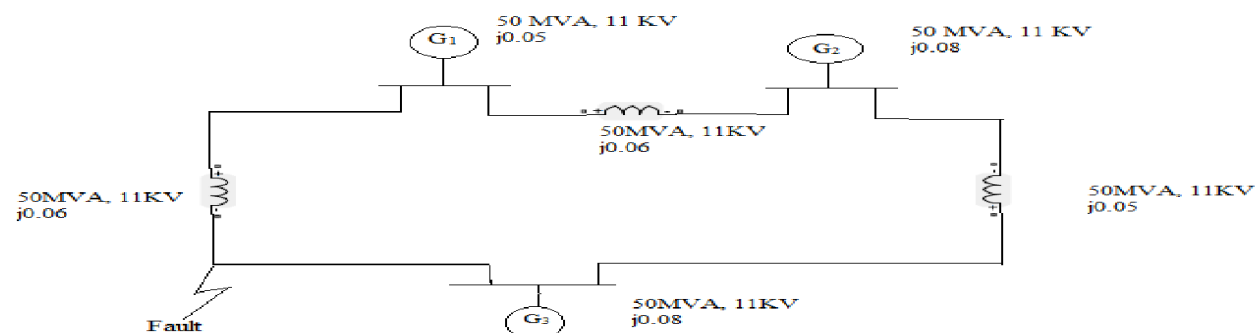 50 MVA, 11 KV
j0.05
G1
50 MVA, 11 KV
j0.08
G2
50MVA, 11KV
j0.06
50MVA, 11KV
j0.06
50MVA, 11KV
j0.05
Fault
G3
50MVA, 11KV
j0.08